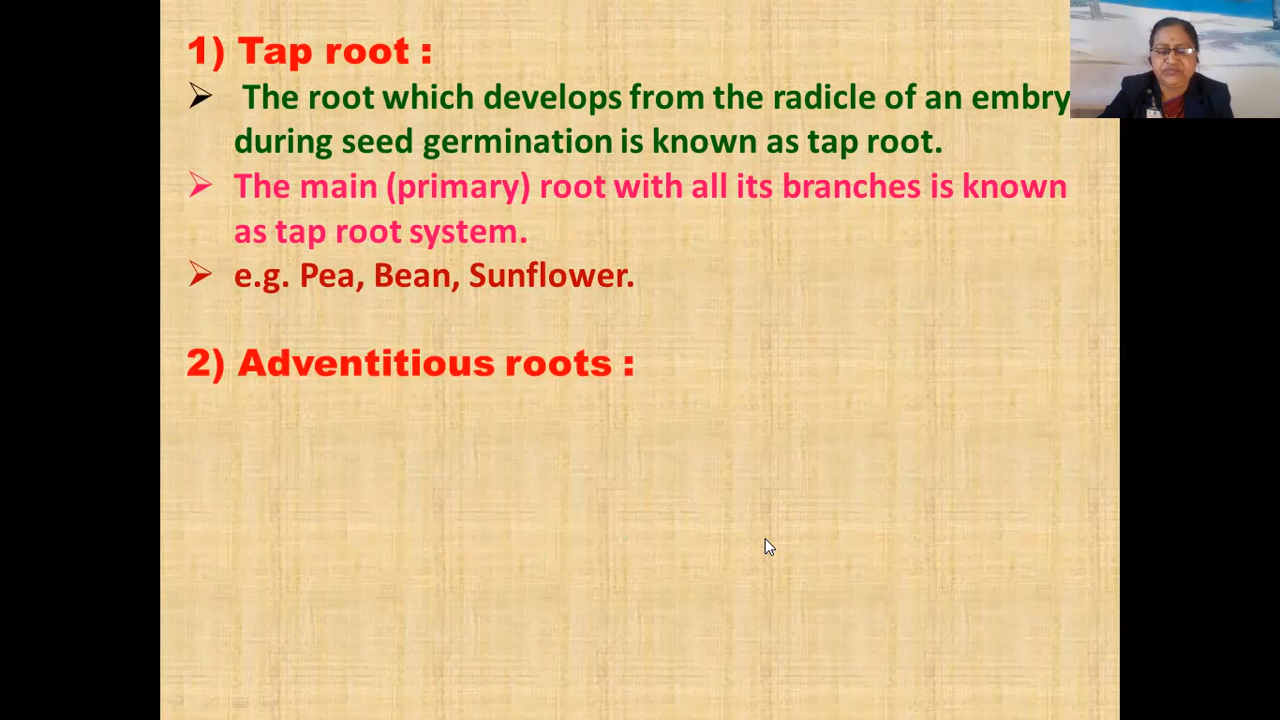 1) Tap root :
The root which develops from the radicle of an embry
during seed germination is known as tap root.
The main (primary) root with all its branches is known
as tap root system.
e.g. Pea, Bean, Sunflower.
2) Adventitious roots :